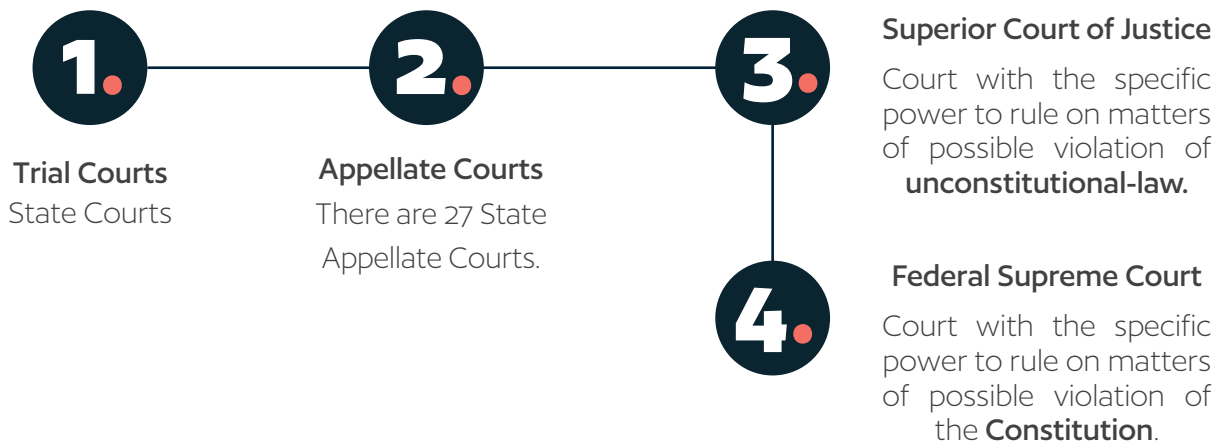 1.
Trial Courts
State Courts
2.
Appellate Courts
There are 27 State
Appellate Courts.
3.
Superior Court of Justice
Court with the specific
power to rule on matters
of possible violation of
unconstitutional-law.
4.
Federal Supreme Court
Court with the specific
power to rule on matters
of possible violation of
the Constitution.